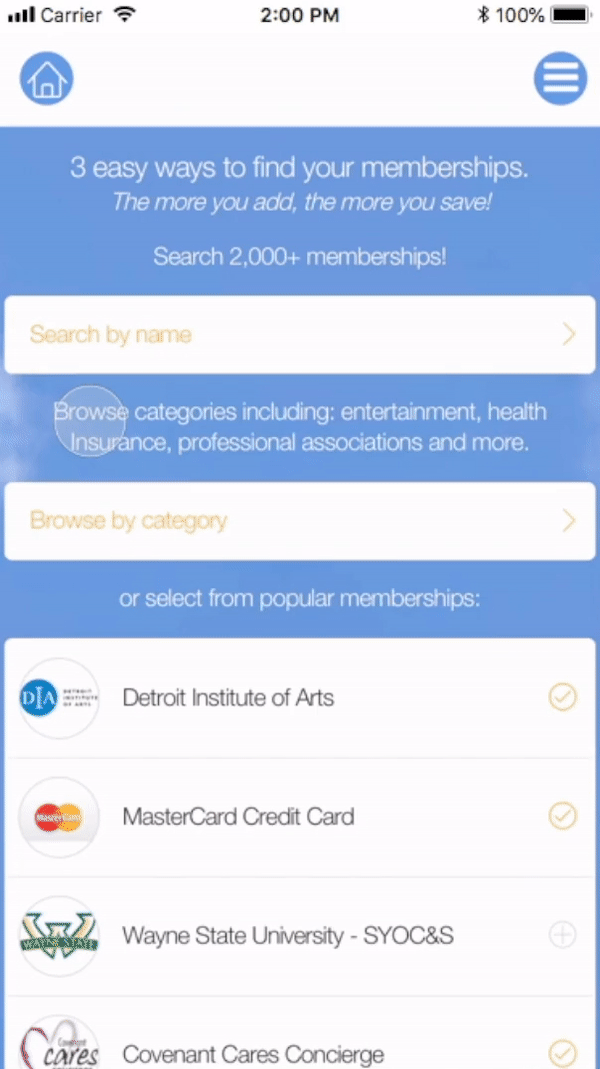 Carrier 2:00 PM 100%
3 easy ways to find your memberships.
The more you add, the more you save!
Search 2,000+ memberships!
Search by name
Browse categories including: entertainment, health
Insurance, professional associations and more.
Browse by category
or select from popular memberships:
DIA DETROIT
INSTITUTE
OF ARTS
Detroit Institute of Arts
MasterCard
MasterCard Credit Card
WAYNE STATE
Wayne State University - SYOC&S
Covenant
cares
Covenant Cares Concierge